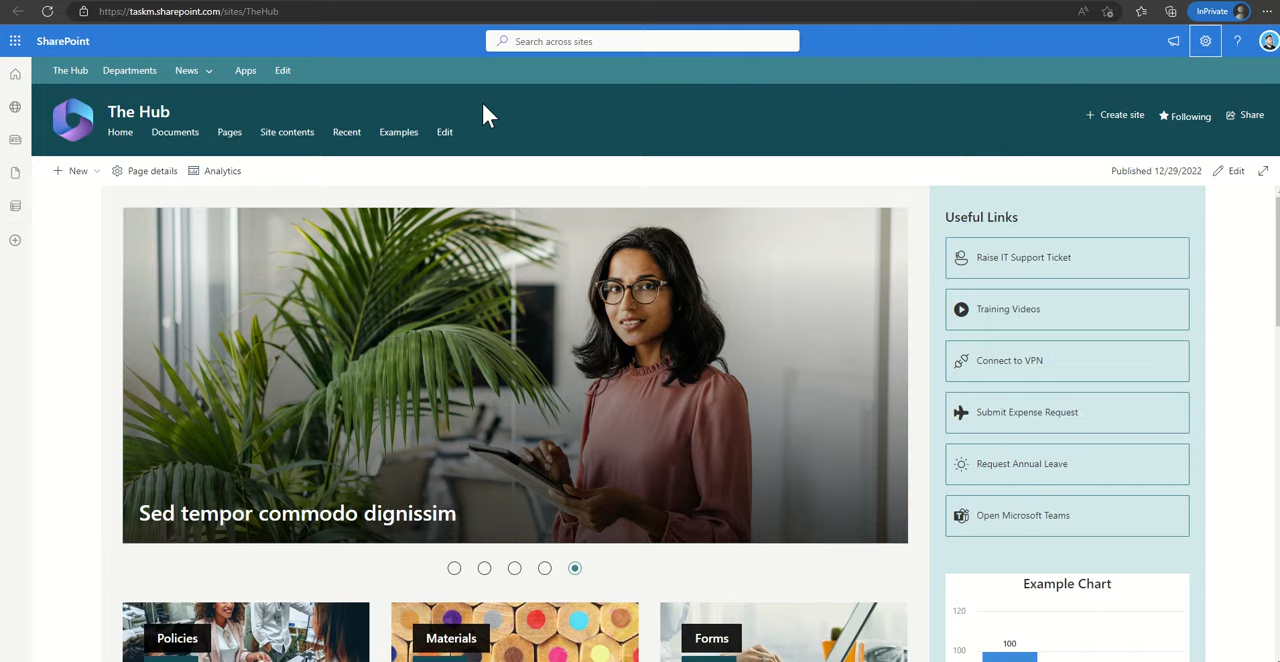 https://taskm.sharepoint.com/sites/TheHub
InPrivate
SharePoint
Search across sites
The Hub Departments News Apps Edit
The Hub
Home Documents Pages Site contents Recent Examples Edit
Create site Following Share
New Page details Analytics
Published 12/29/2022 Edit
Sed tempor commodo dignissim
Useful Links
Raise IT Support Ticket
Training Videos
Connect to VPN
Submit Expense Request
Request Annual Leave
Open Microsoft Teams
Policies
Materials
Forms
Example Chart
120
100
100